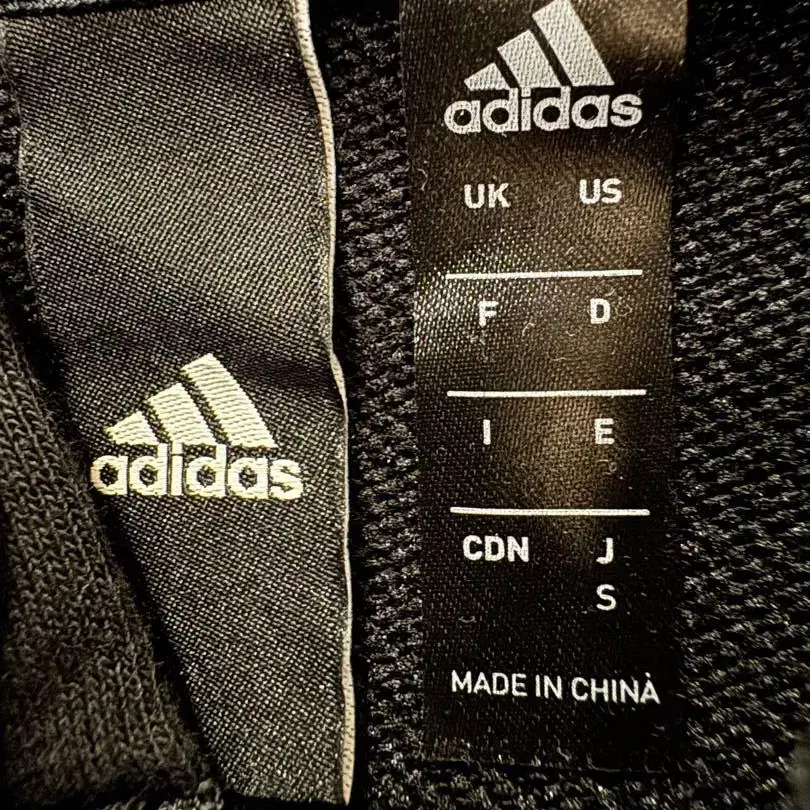 adidas
adidas
UK US
F D
I E
CDN J
S
MADE IN CHINA